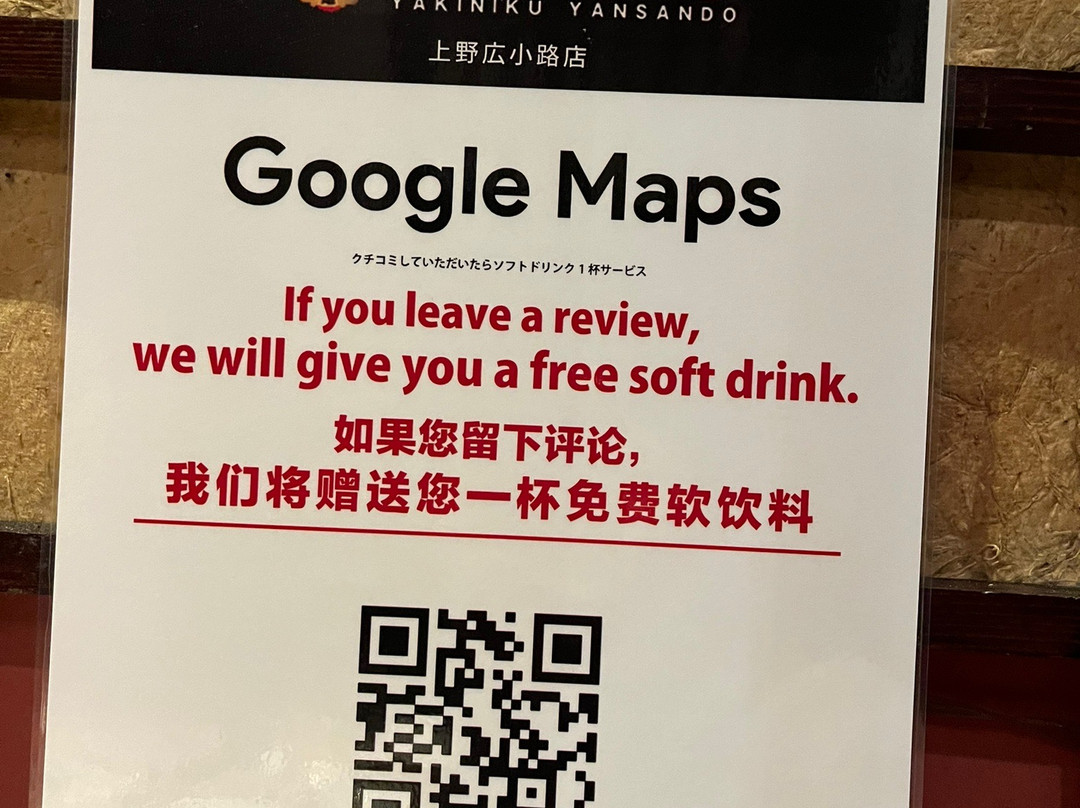 YAKINIKU YANSANDO
上野広小路店
Google Maps
クチコミしていただいたらソフトドリンク1杯サービス
If you leave a review,
we will give you a free soft drink.
如果您留下评论，
我们将赠送您一杯免费软饮料